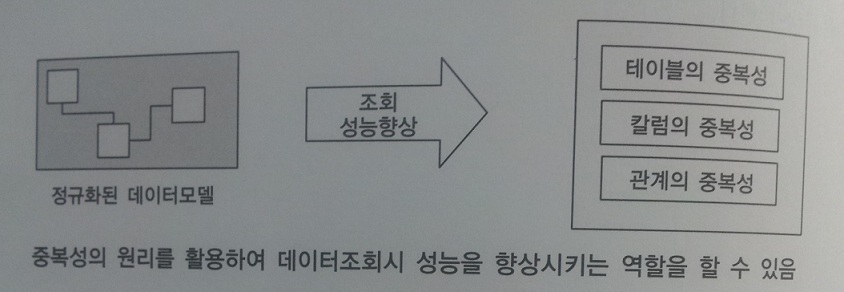 조회
성능향상
테이블의 중복성
칼럼의 중복성
관계의 중복성
정규화된 데이터모델
중복성의 원리를 활용하여 데이터조회시 성능을 향상시키는 역할을 할 수 있음